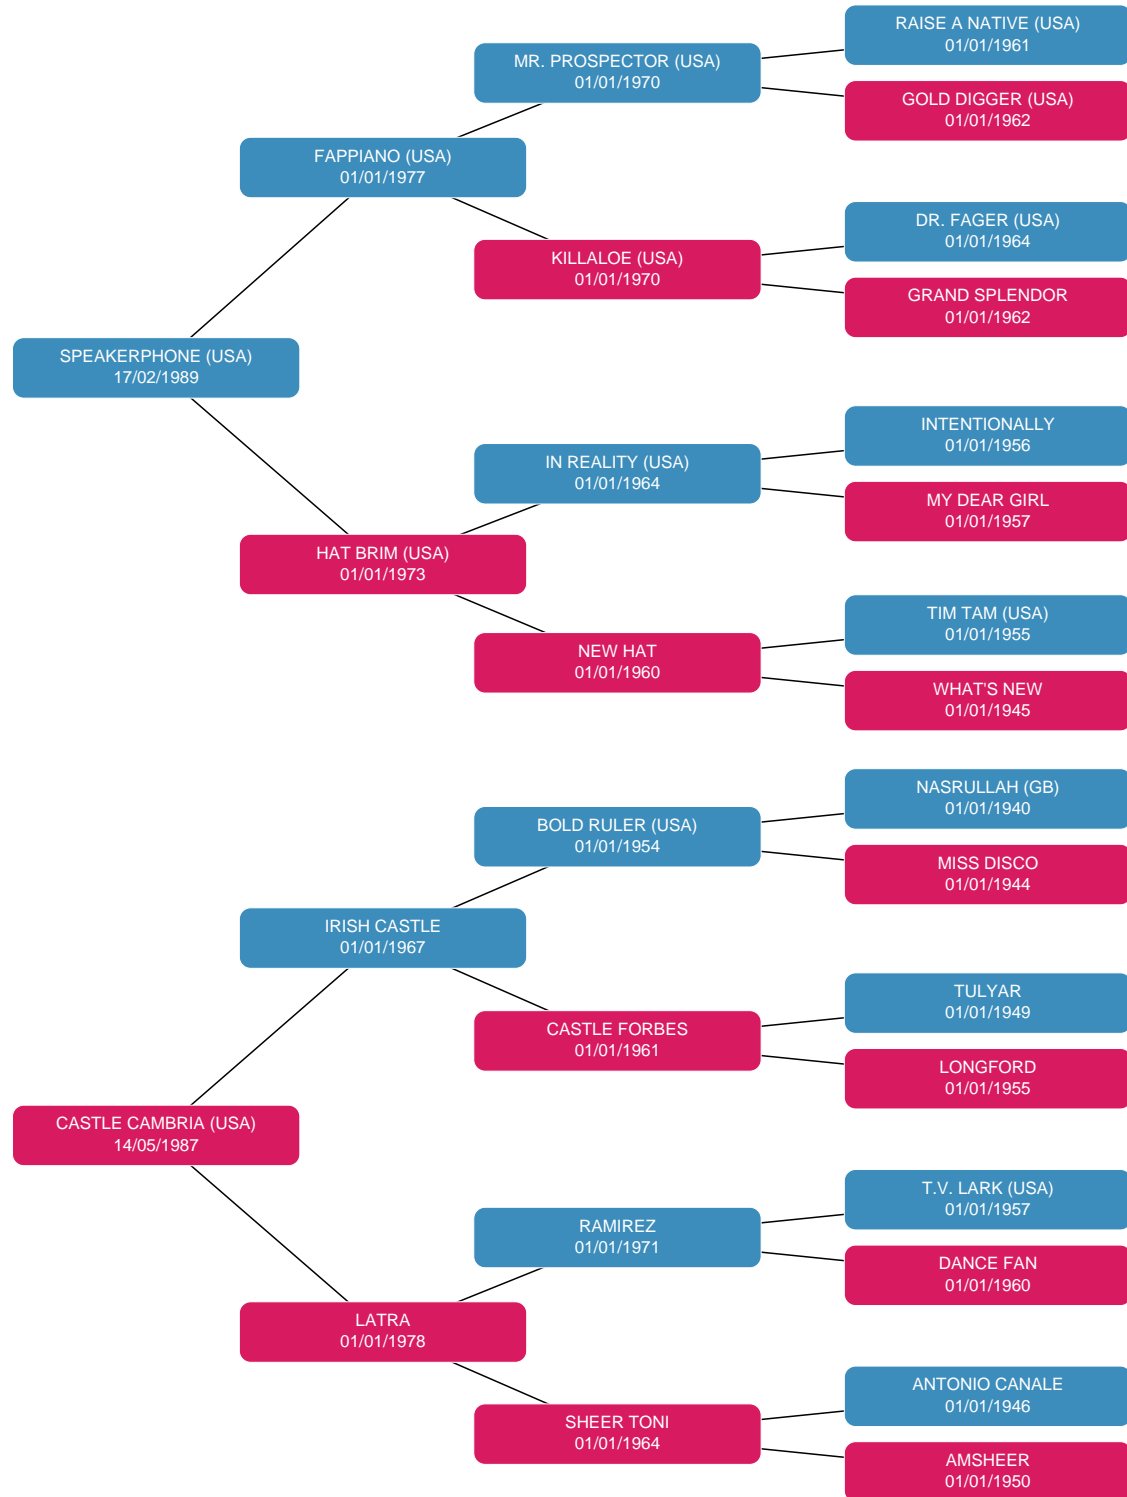 RAISE A NATIVE (USA)
01/01/1961
MR. PROSPECTOR (USA)
01/01/1970
GOLD DIGGER (USA)
01/01/1962
FAPPIANO (USA)
01/01/1977
DR. FAGER (USA)
01/01/1964
KILLALOE (USA)
01/01/1970
GRAND SPLENDOR
01/01/1962
SPEAKERPHONE (USA)
17/02/1989
INTENTIONALLY
01/01/1956
IN REALITY (USA)
01/01/1964
MY DEAR GIRL
01/01/1957
HAT BRIM (USA)
01/01/1973
TIM TAM (USA)
01/01/1955
NEW HAT
01/01/1960
WHAT'S NEW
01/01/1945
NASRULLAH (GB)
01/01/1940
BOLD RULER (USA)
01/01/1954
MISS DISCO
01/01/1944
IRISH CASTLE
01/01/1967
TULYAR
01/01/1949
CASTLE FORBES
01/01/1961
LONGFORD
01/01/1955
CASTLE CAMBRIA (USA)
14/05/1987
T.V. LARK (USA)
01/01/1957
RAMIREZ
01/01/1971
DANCE FAN
01/01/1960
LATRA
01/01/1978
ANTONIO CANALE
01/01/1946
SHEER TONI
01/01/1964
AMSHEER
01/01/1950